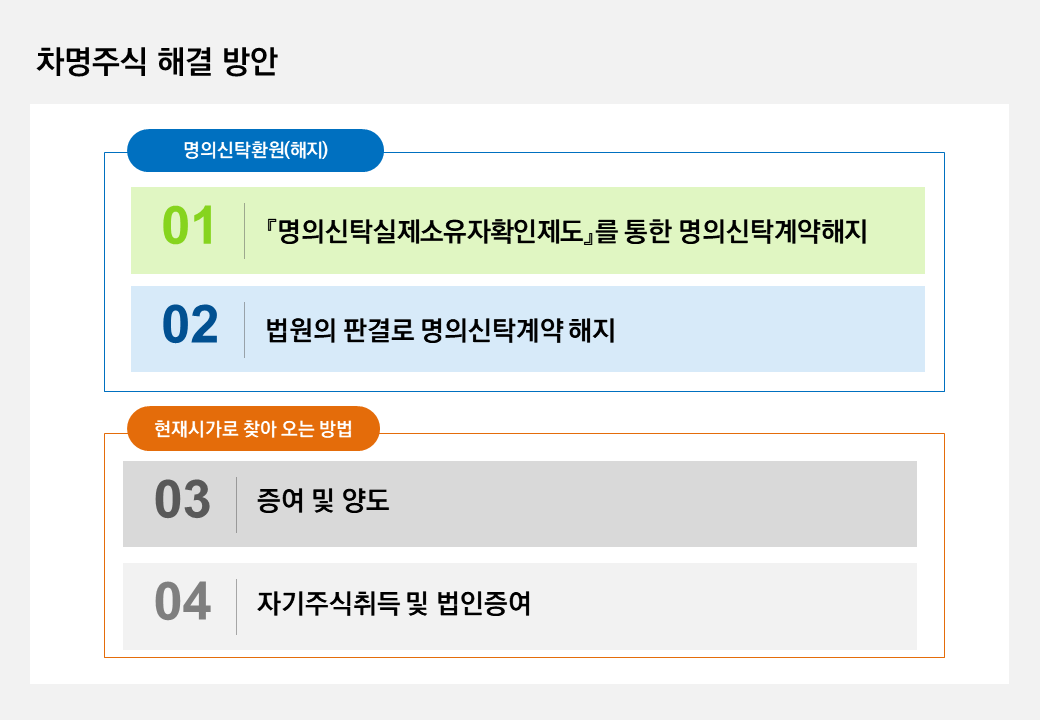 차명주식 해결 방안
명의신탁환원(해지)
01
『명의신탁실제소유자확인제도』를 통한 명의신탁계약해지
02
법원의 판결로 명의신탁계약 해지
현재시가로 찾아 오는 방법
03
증여 및 양도
04
자기주식취득 및 법인증여